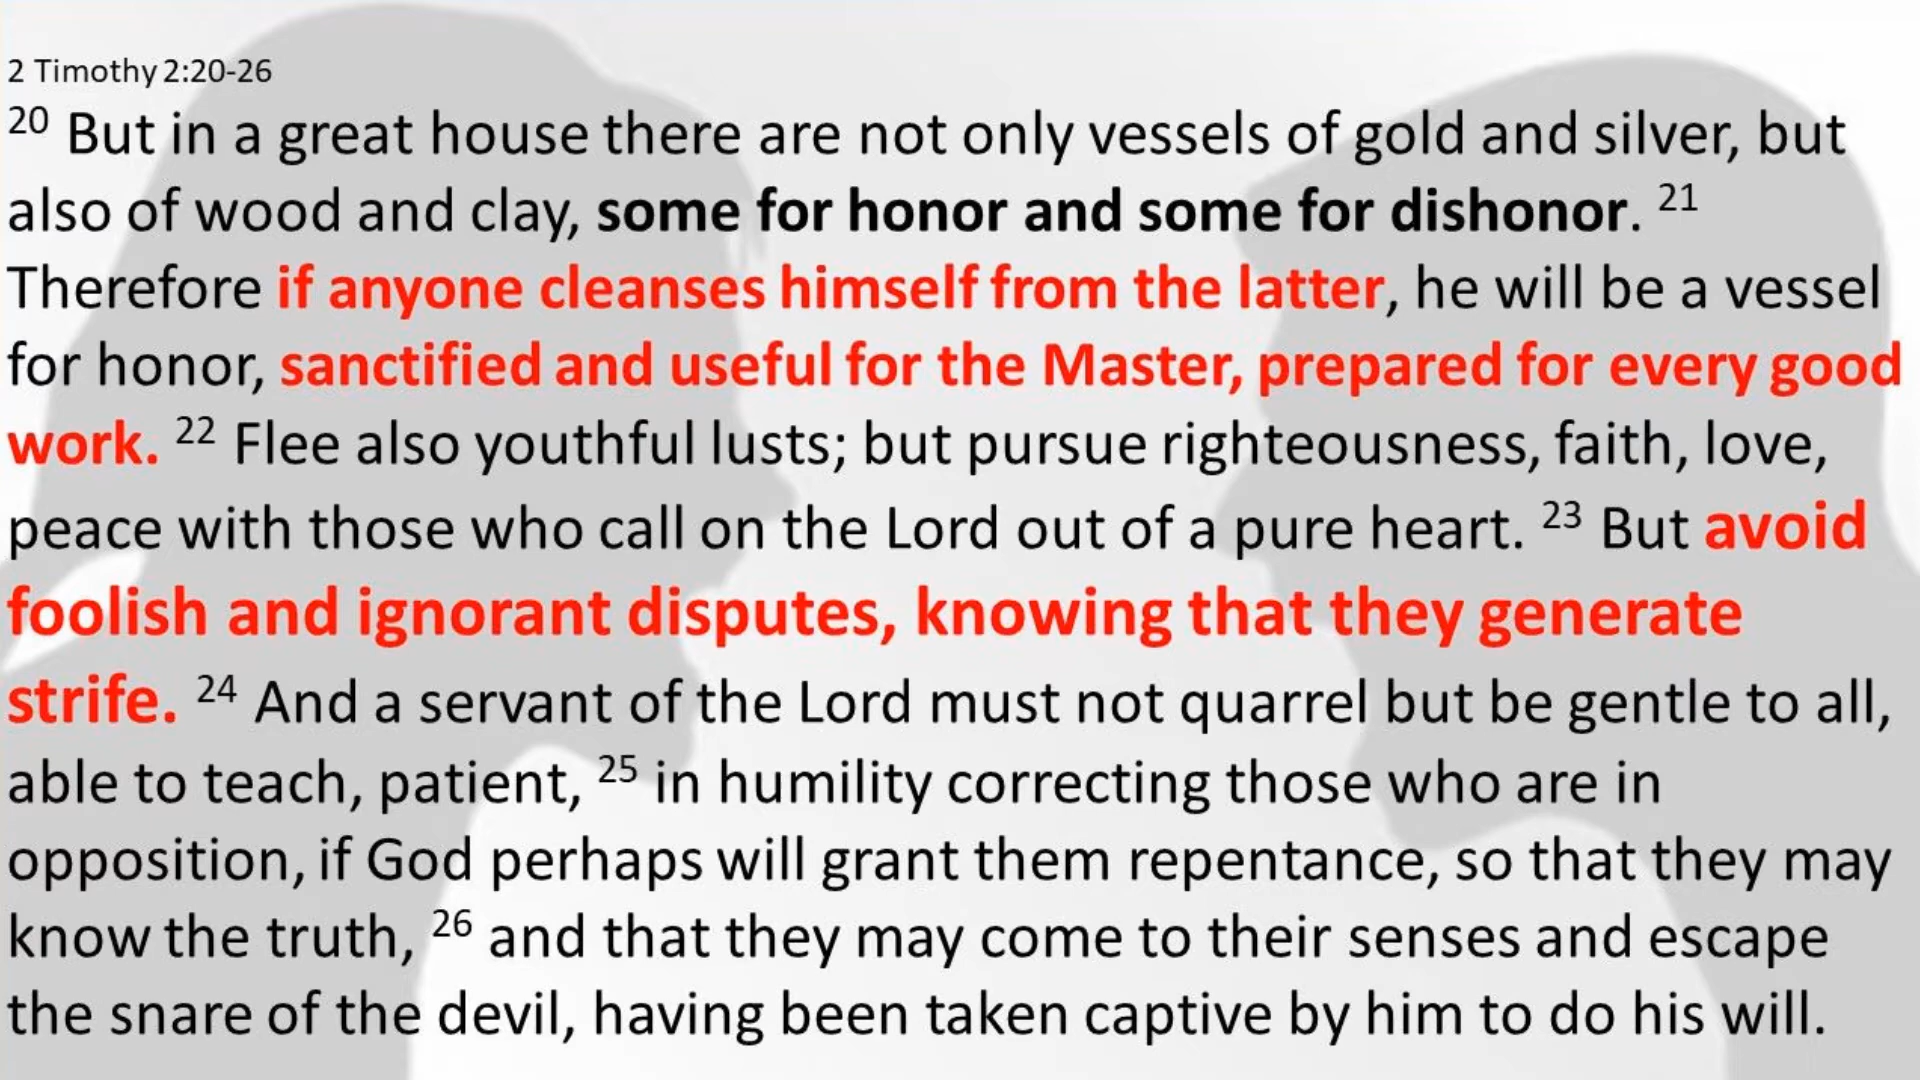 2 Timothy 2:20-26
20 But in a great house there are not only vessels of gold and silver, but
also of wood and clay, some for honor and some for dishonor. 21
Therefore if anyone cleanses himself from the latter, he will be a vessel
for honor, sanctified and useful for the Master, prepared for every good
work. 22 Flee also youthful lusts; but pursue righteousness, faith, love,
peace with those who call on the Lord out of a pure heart. 23 But avoid
foolish and ignorant disputes, knowing that they generate
strife. 24 And a servant of the Lord must not quarrel but be gentle to all,
able to teach, patient, 25 in humility correcting those who are in
opposition, if God perhaps will grant them repentance, so that they may
know the truth, 26 and that they may come to their senses and escape
the snare of the devil, having been taken captive by him to do his will.